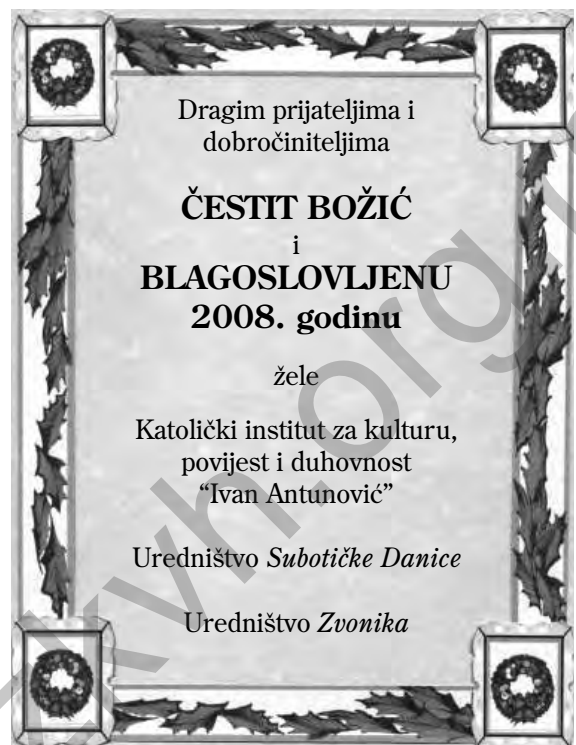 Dragim prijateljima i
dobročiniteljima
ČESTIT BOŽIĆ
i
BLAGOSLOVLJENU
2008. godinu
žele
Katolički institut za kulturu,
povijest i duhovnost
“Ivan Antunović”
Uredništvo Subotičke Danice
Uredništvo Zvonika